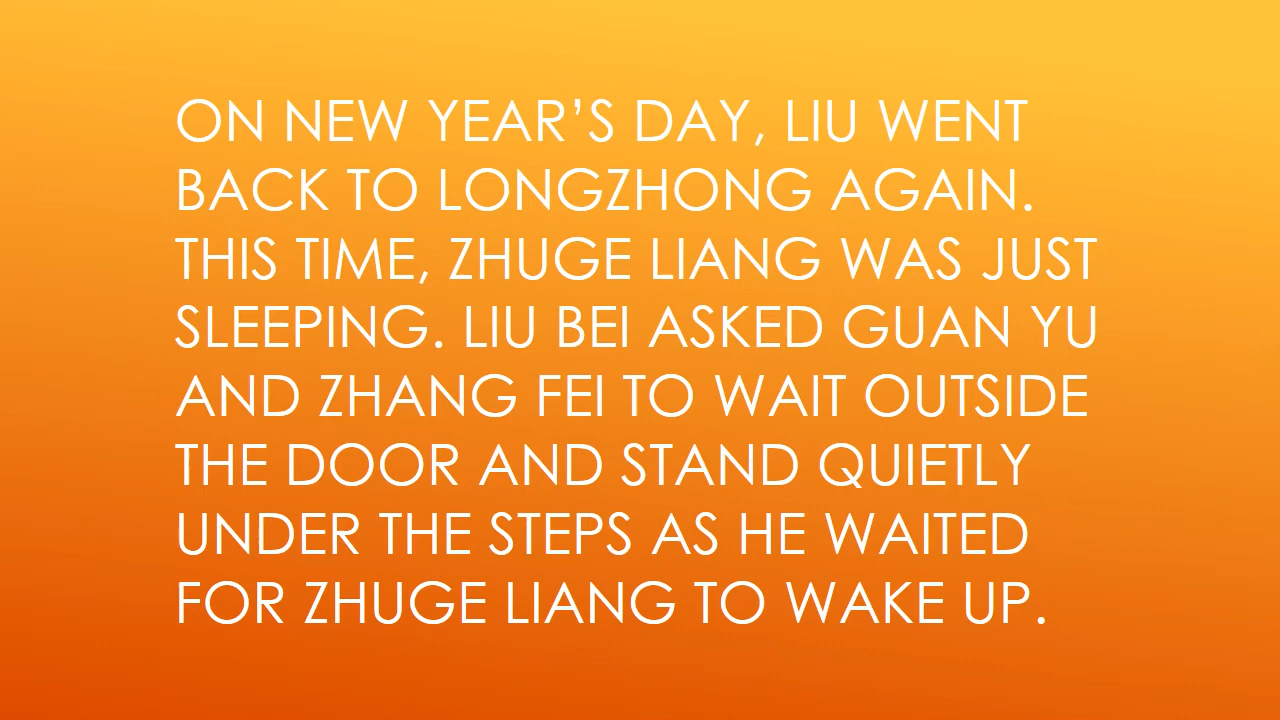 ON NEW YEAR’S DAY, LIU WENT
BACK TO LONGZHONG AGAIN.
THIS TIME, ZHUGE LIANG WAS JUST
SLEEPING. LIU BEI ASKED GUAN YU
AND ZHANG FEI TO WAIT OUTSIDE
THE DOOR AND STAND QUIETLY
UNDER THE STEPS AS HE WAITED
FOR ZHUGE LIANG TO WAKE UP.